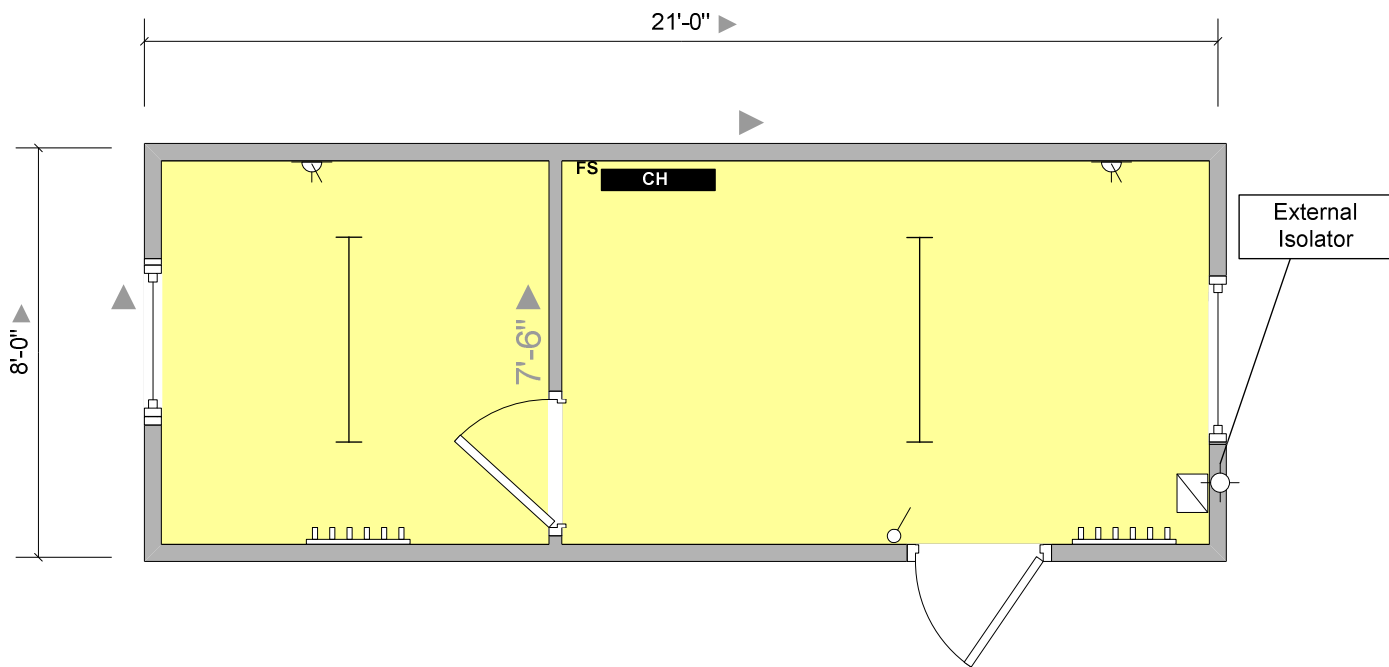 21'-0"
FS
CH
External
Isolator
7'-6"
8'-0"